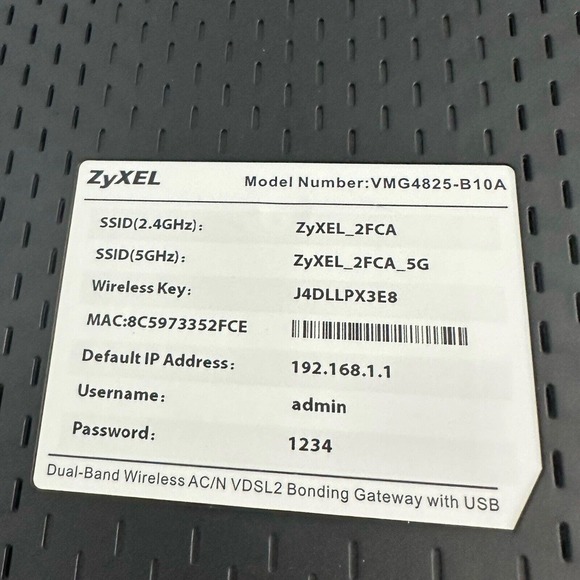 ZyXEL Model Number:VMG4825-B10A
SSID(2.4GHz): ZyXEL_2FCA
SSID(5GHz): ZyXEL_2FCA_5G
Wireless Key: J4DLLPX3E8
MAC:8C5973352FCE
Default IP Address: 192.168.1.1
Username: admin
Password: 1234
Dual-Band Wireless AC/N VDSL2 Bonding Gateway with USB